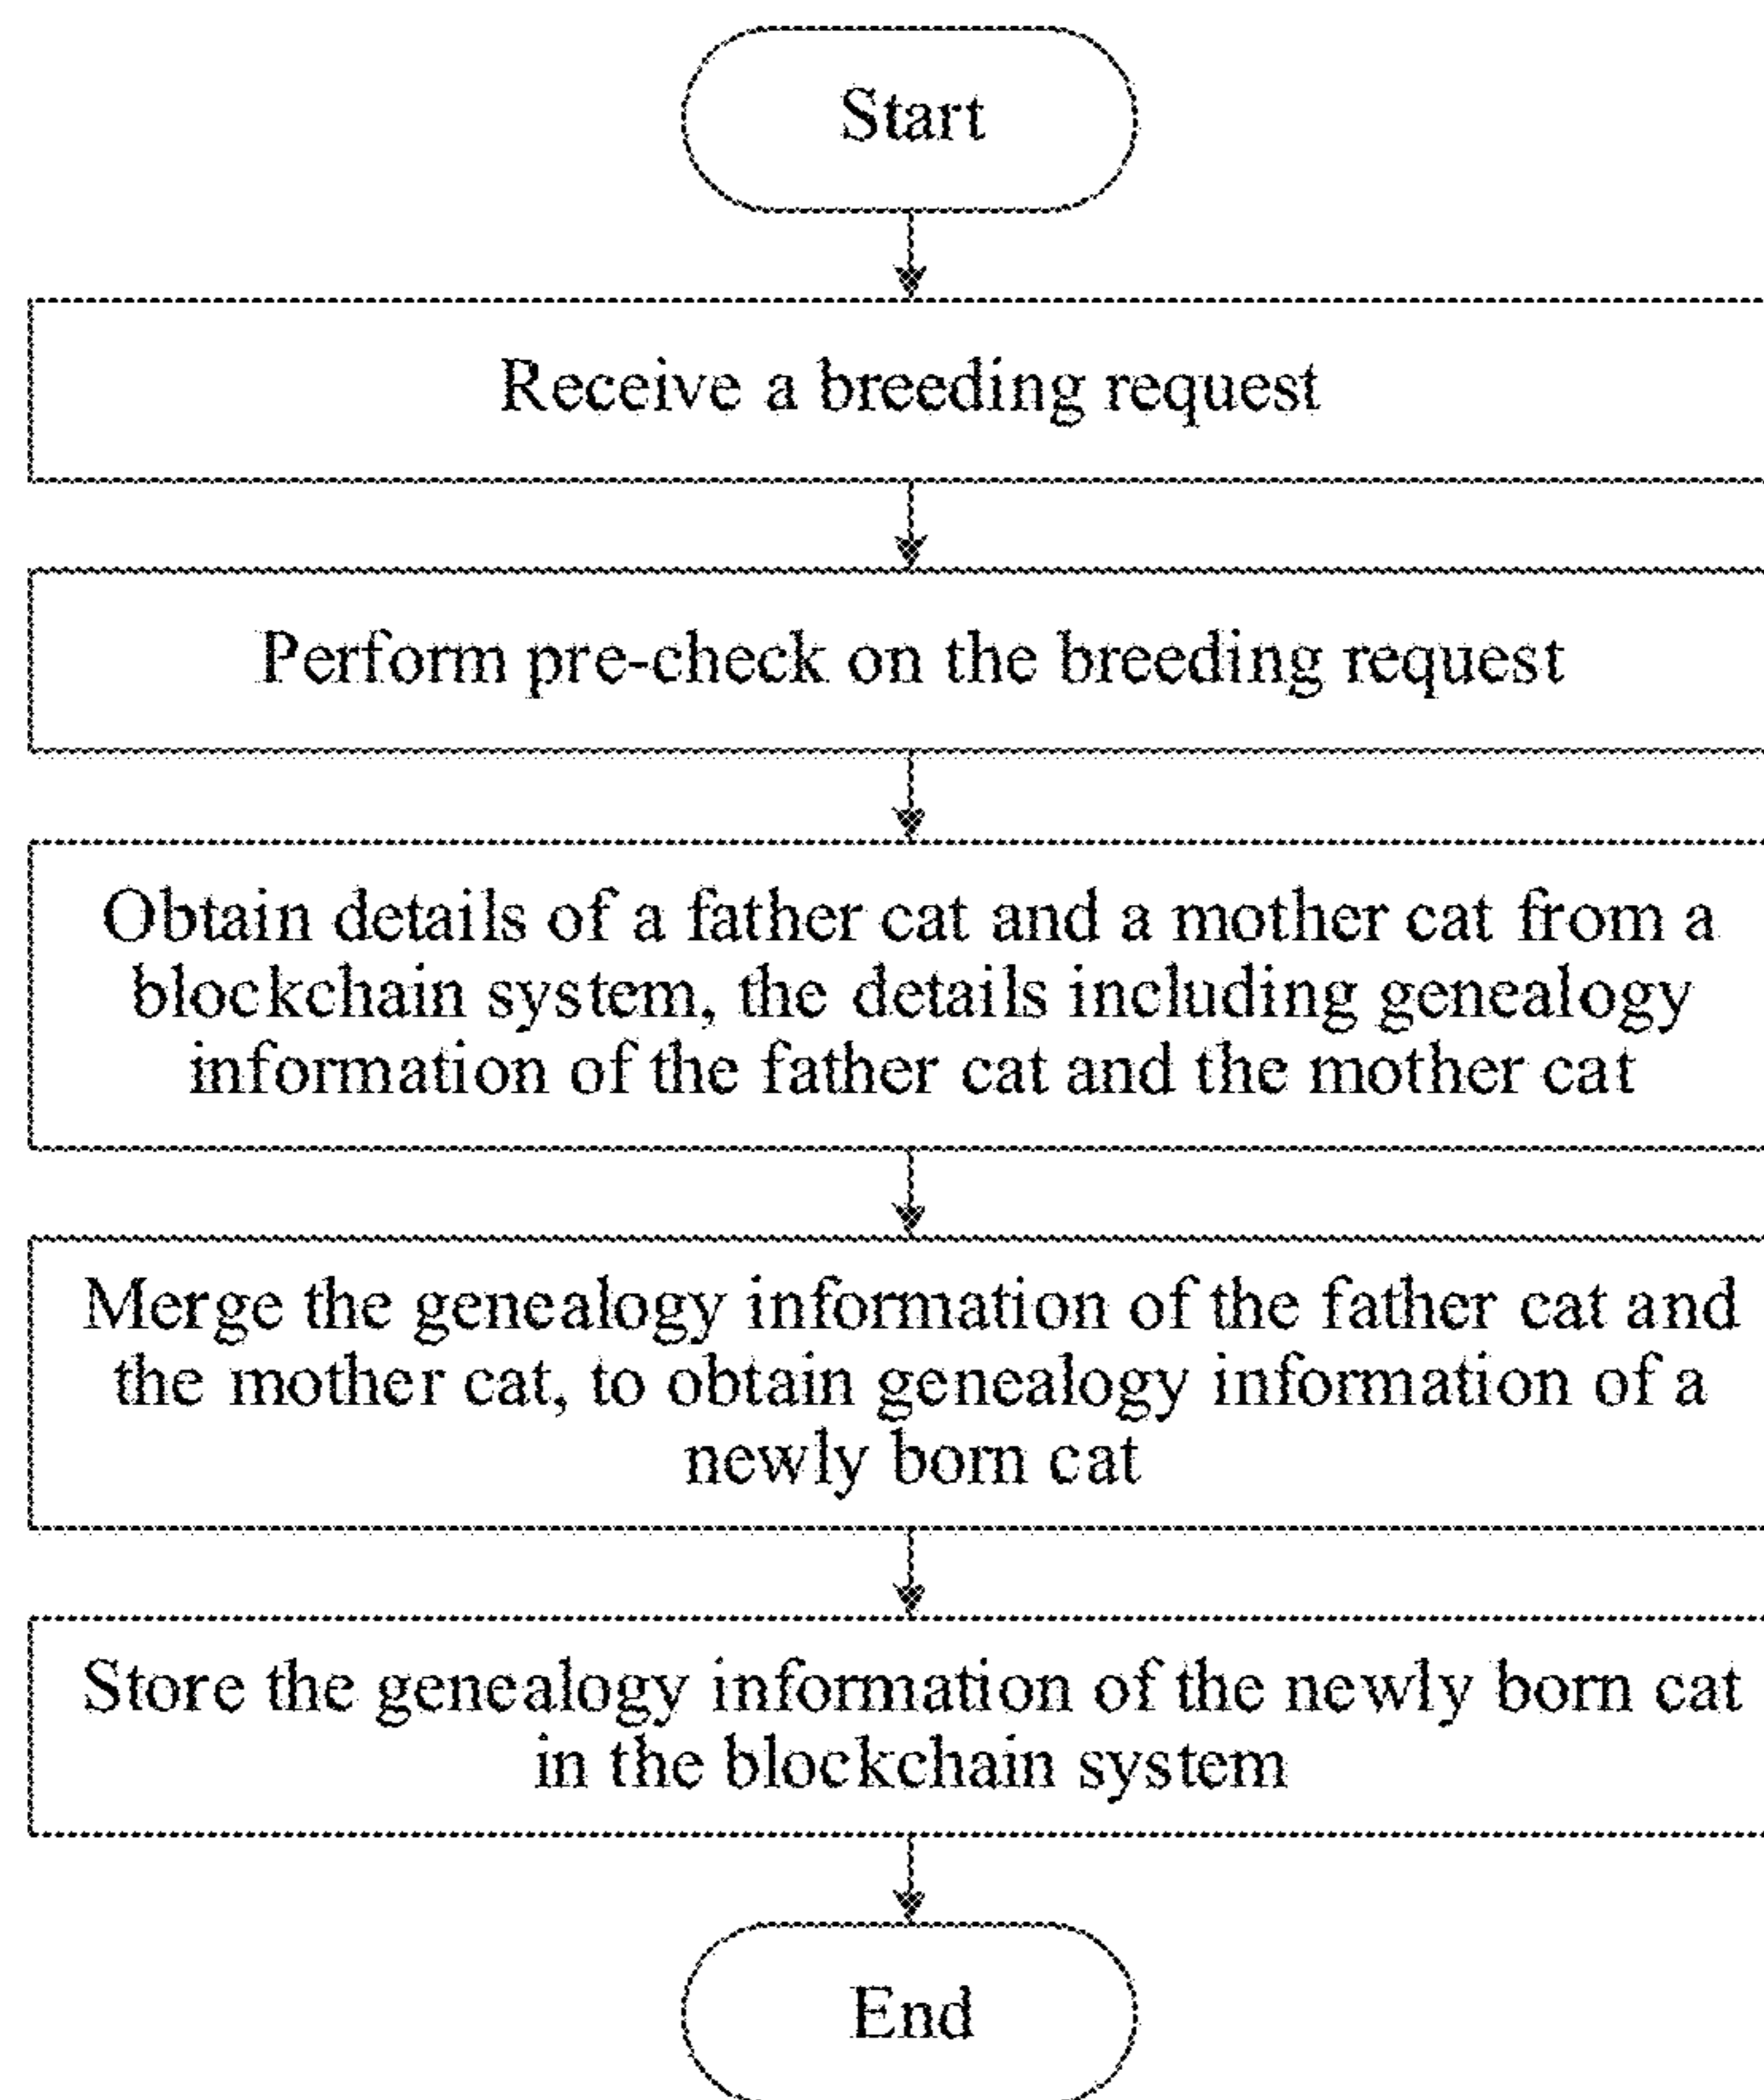 Start
Receive a breeding request
Perform pre-check on the breeding request
Obtain details of a father cat and a mother cat from a
blockchain system, the details including genealogy
information of the father cat and the mother cat
Merge the genealogy information of the father cat and
the mother cat, to obtain genealogy information of a
newly born cat
Store the genealogy information of the newly born cat
in the blockchain system
End